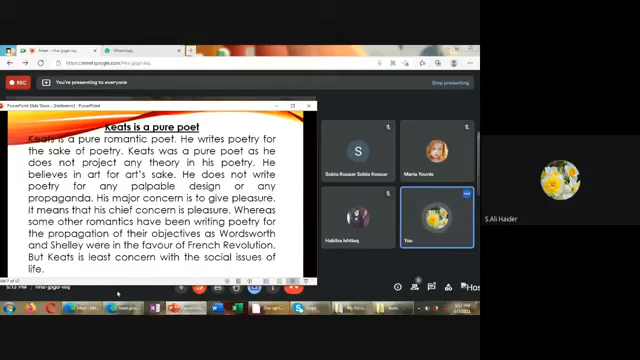 Meet
WhatsApp
REC
You're presenting to everyone
Stop presenting
Keats is a pure poet
Keats is a pure romantic poet. He writes poetry for
the sake of poetry. Keats was a pure poet as he
does not project any theory in his poetry. He
believes in art for art's sake. He does not write
poetry for any palpable design or any
propaganda. His major concern is to give pleasure.
It means that his chief concern is pleasure. Whereas
some other romantics have been writing poetry for
the propagation of their objectives as Wordsworth
and Shelley were in the favour of French Revolution.
But Keats is least concern with the social issues of
life.
S
Sobia Kousar Sobia Kousar
Maria Younis
Habiba Ishtiaq
You
S.Ali Haider